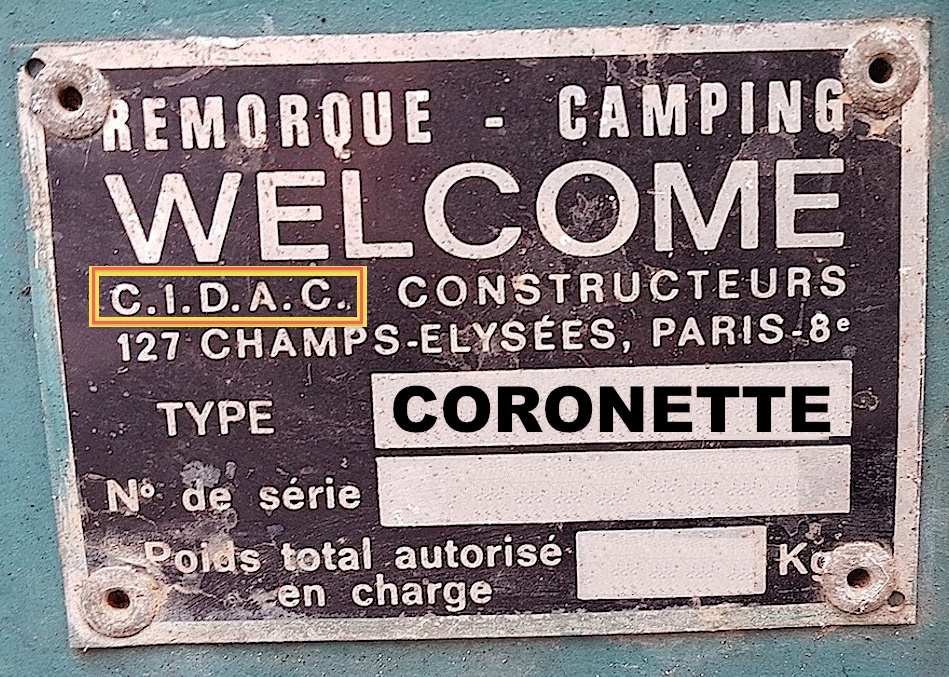 REMORQUE - CAMPING
WELCOME
C.I.D.A.C. CONSTRUCTEURS
127 CHAMPS-ELYSÉES, PARIS-8e
TYPE CORONETTE
No de série
Poids total autorisé Kg
en charge